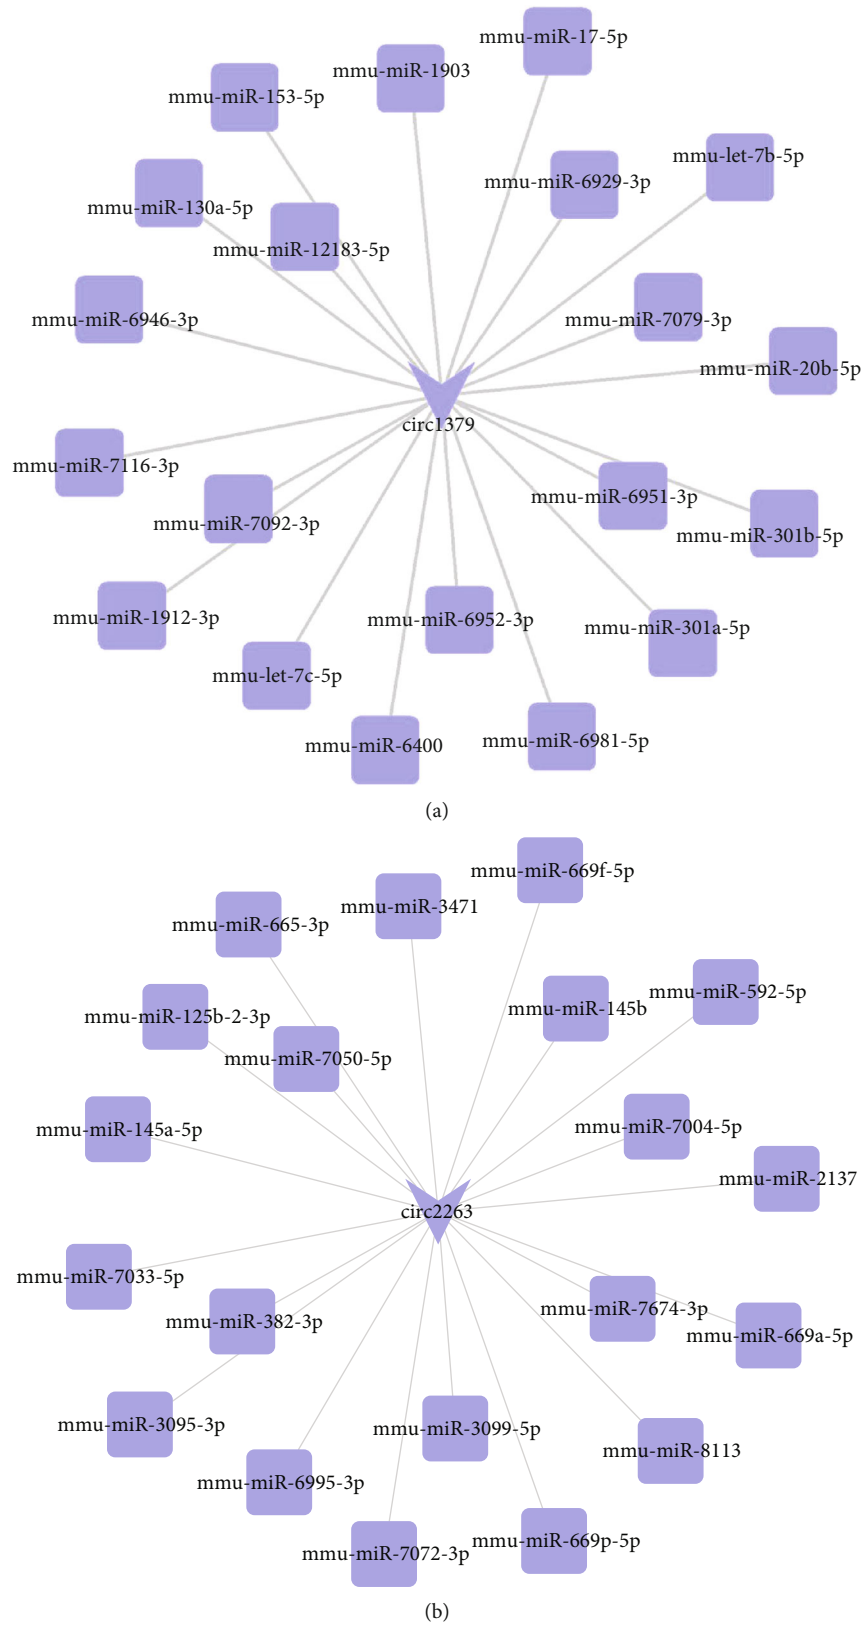 mmu-miR-17-5p
mmu-miR-1903
mmu-miR-153-5p
mmu-let-7b-5p
mmu-miR-6929-3p
mmu-miR-130a-5p
mmu-miR-12183-5p
mmu-miR-6946-3p
mmu-miR-7079-3p
mmu-miR-20b-5p
circ1379
mmu-miR-7116-3p
mmu-miR-6951-3p
mmu-miR-7092-3p
mmu-miR-301b-5p
mmu-miR-1912-3p
mmu-miR-6952-3p
mmu-miR-301a-5p
mmu-let-7c-5p
mmu-miR-6400
mmu-miR-6981-5p
(a)
mmu-miR-669f-5p
mmu-miR-3471
mmu-miR-665-3p
mmu-miR-592-5p
mmu-miR-145b
mmu-miR-125b-2-3p
mmu-miR-7050-5p
mmu-miR-145a-5p
mmu-miR-7004-5p
mmu-miR-2137
circ2263
mmu-miR-7033-5p
mmu-miR-7674-3p
mmu-miR-382-3p
mmu-miR-669a-5p
mmu-miR-3095-3p
mmu-miR-3099-5p
mmu-miR-8113
mmu-miR-6995-3p
mmu-miR-669p-5p
mmu-miR-7072-3p
(b)